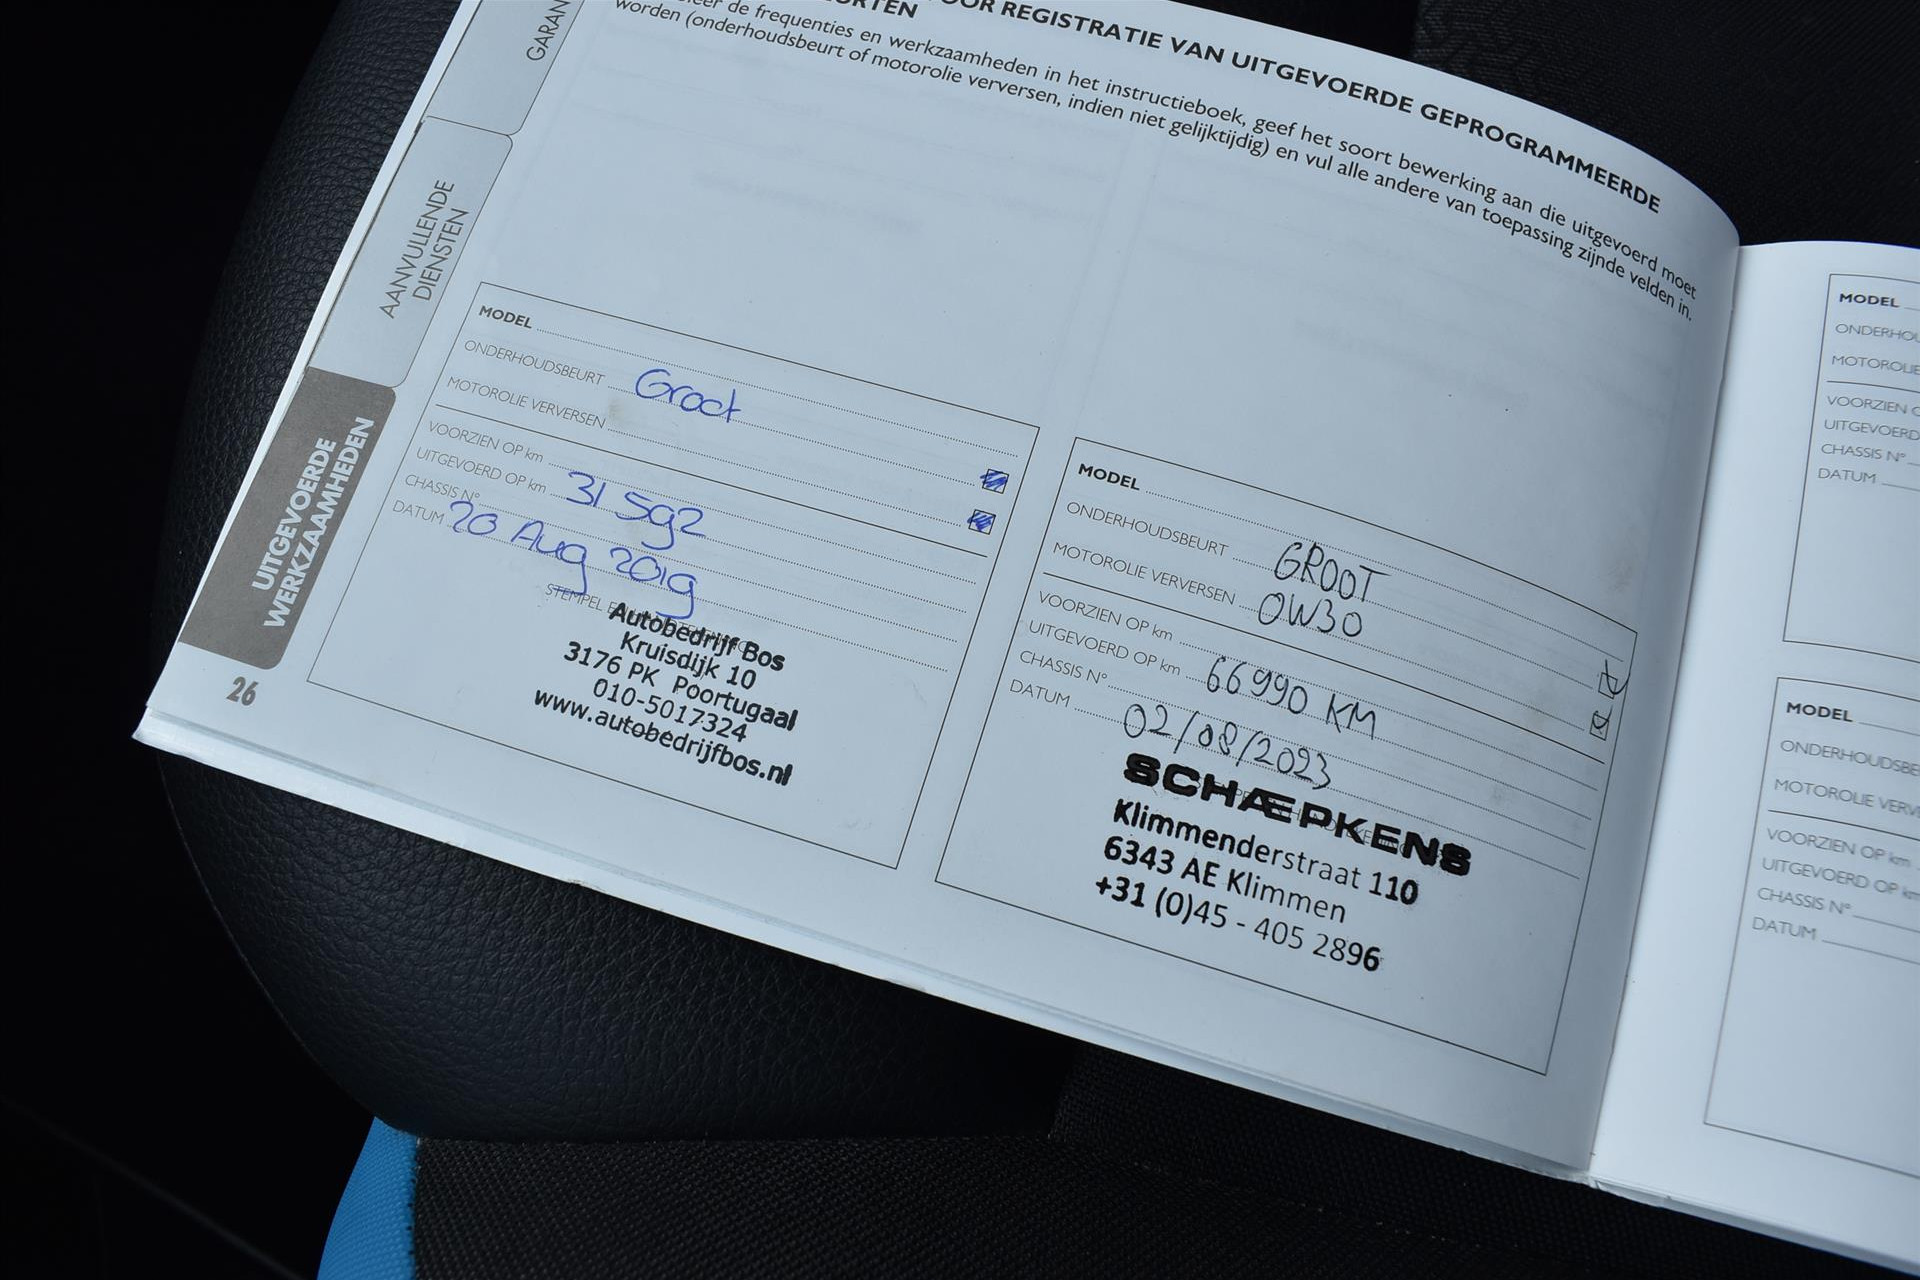 OOR REGISTRATIE VAN UITGEVOERDE GEPROGRAMMEERDE
de frequenties en werkzaamheden in het instructieboek, geef het soort bewerking aan die uitgevoerd moet
worden (onderhoudsbeurt of motorolie verversen, indien niet gelijktijdig) en vul alle andere van toepassing zijnde velden in.
GARAN
AANVULLENDE
DIENSTEN
UITGEVOERDE
WERKZAAMHEDEN
26
MODEL
ONDERHOUDSBEURT Groot
MOTOROLIE VERVERSEN
VOORZIEN OP km
UITGEVOERD OP km 31 592
CHASSIS N°
DATUM 20 Aug 2019
Autobedrijf Bos
Kruisdijk 10
3176 PK Poortugaal
010-5017324
www.autobedrijfbos.nl
MODEL
ONDERHOUDSBEURT GROOT
MOTOROLIE VERVERSEN 0W30
VOORZIEN OP km
UITGEVOERD OP km 66990 KM
CHASSIS N°
DATUM 02/08/2023
SCHÆPKENS
Klimmenderstraat 110
6343 AE Klimmen
+31 (0)45 - 405 2896
MODEL
ONDERHOU
MOTOROLIE
VOORZIEN O
UITGEVOERD
CHASSIS N°
DATUM
MODEL
ONDERHOUDSBE
MOTOROLIE VERV
VOORZIEN OP km
UITGEVOERD OP km
CHASSIS N°
DATUM